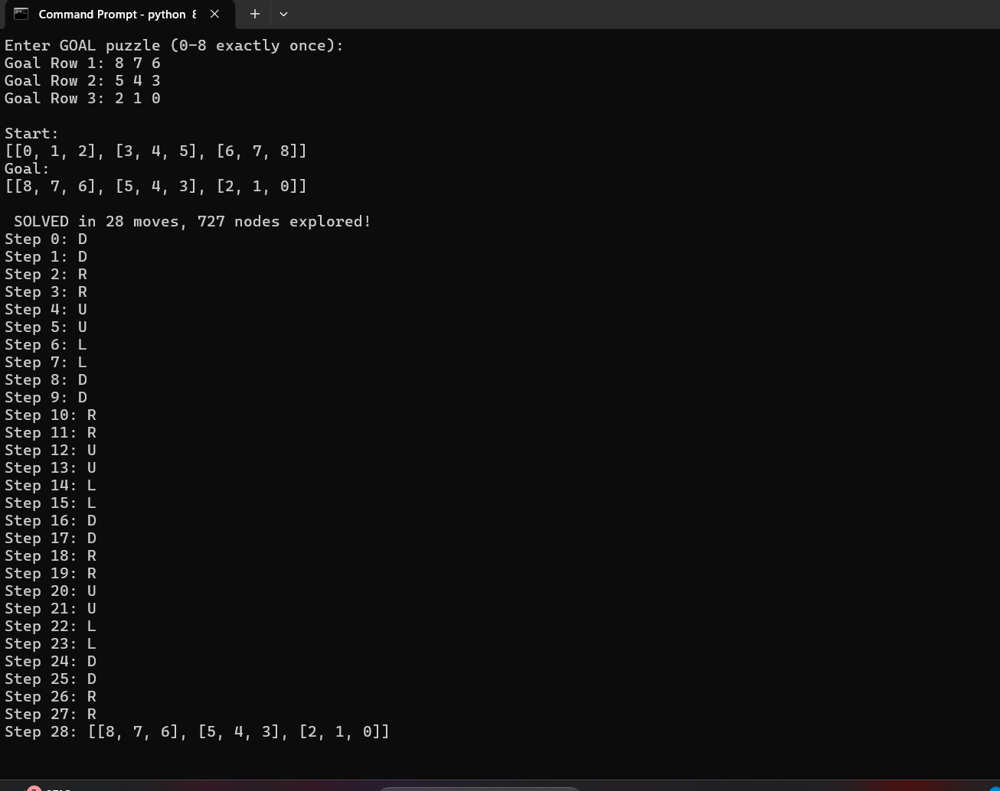 Command Prompt - python
Enter GOAL puzzle (0-8 exactly once):
Goal Row 1: 8 7 6
Goal Row 2: 5 4 3
Goal Row 3: 2 1 0
Start:
[[0, 1, 2], [3, 4, 5], [6, 7, 8]]
Goal:
[[8, 7, 6], [5, 4, 3], [2, 1, 0]]
SOLVED in 28 moves, 727 nodes explored!
Step 0: D
Step 1: D
Step 2: R
Step 3: R
Step 4: U
Step 5: U
Step 6: L
Step 7: L
Step 8: D
Step 9: D
Step 10: R
Step 11: R
Step 12: U
Step 13: U
Step 14: L
Step 15: L
Step 16: D
Step 17: D
Step 18: R
Step 19: R
Step 20: U
Step 21: U
Step 22: L
Step 23: L
Step 24: D
Step 25: D
Step 26: R
Step 27: R
Step 28: [[8, 7, 6], [5, 4, 3], [2, 1, 0]]